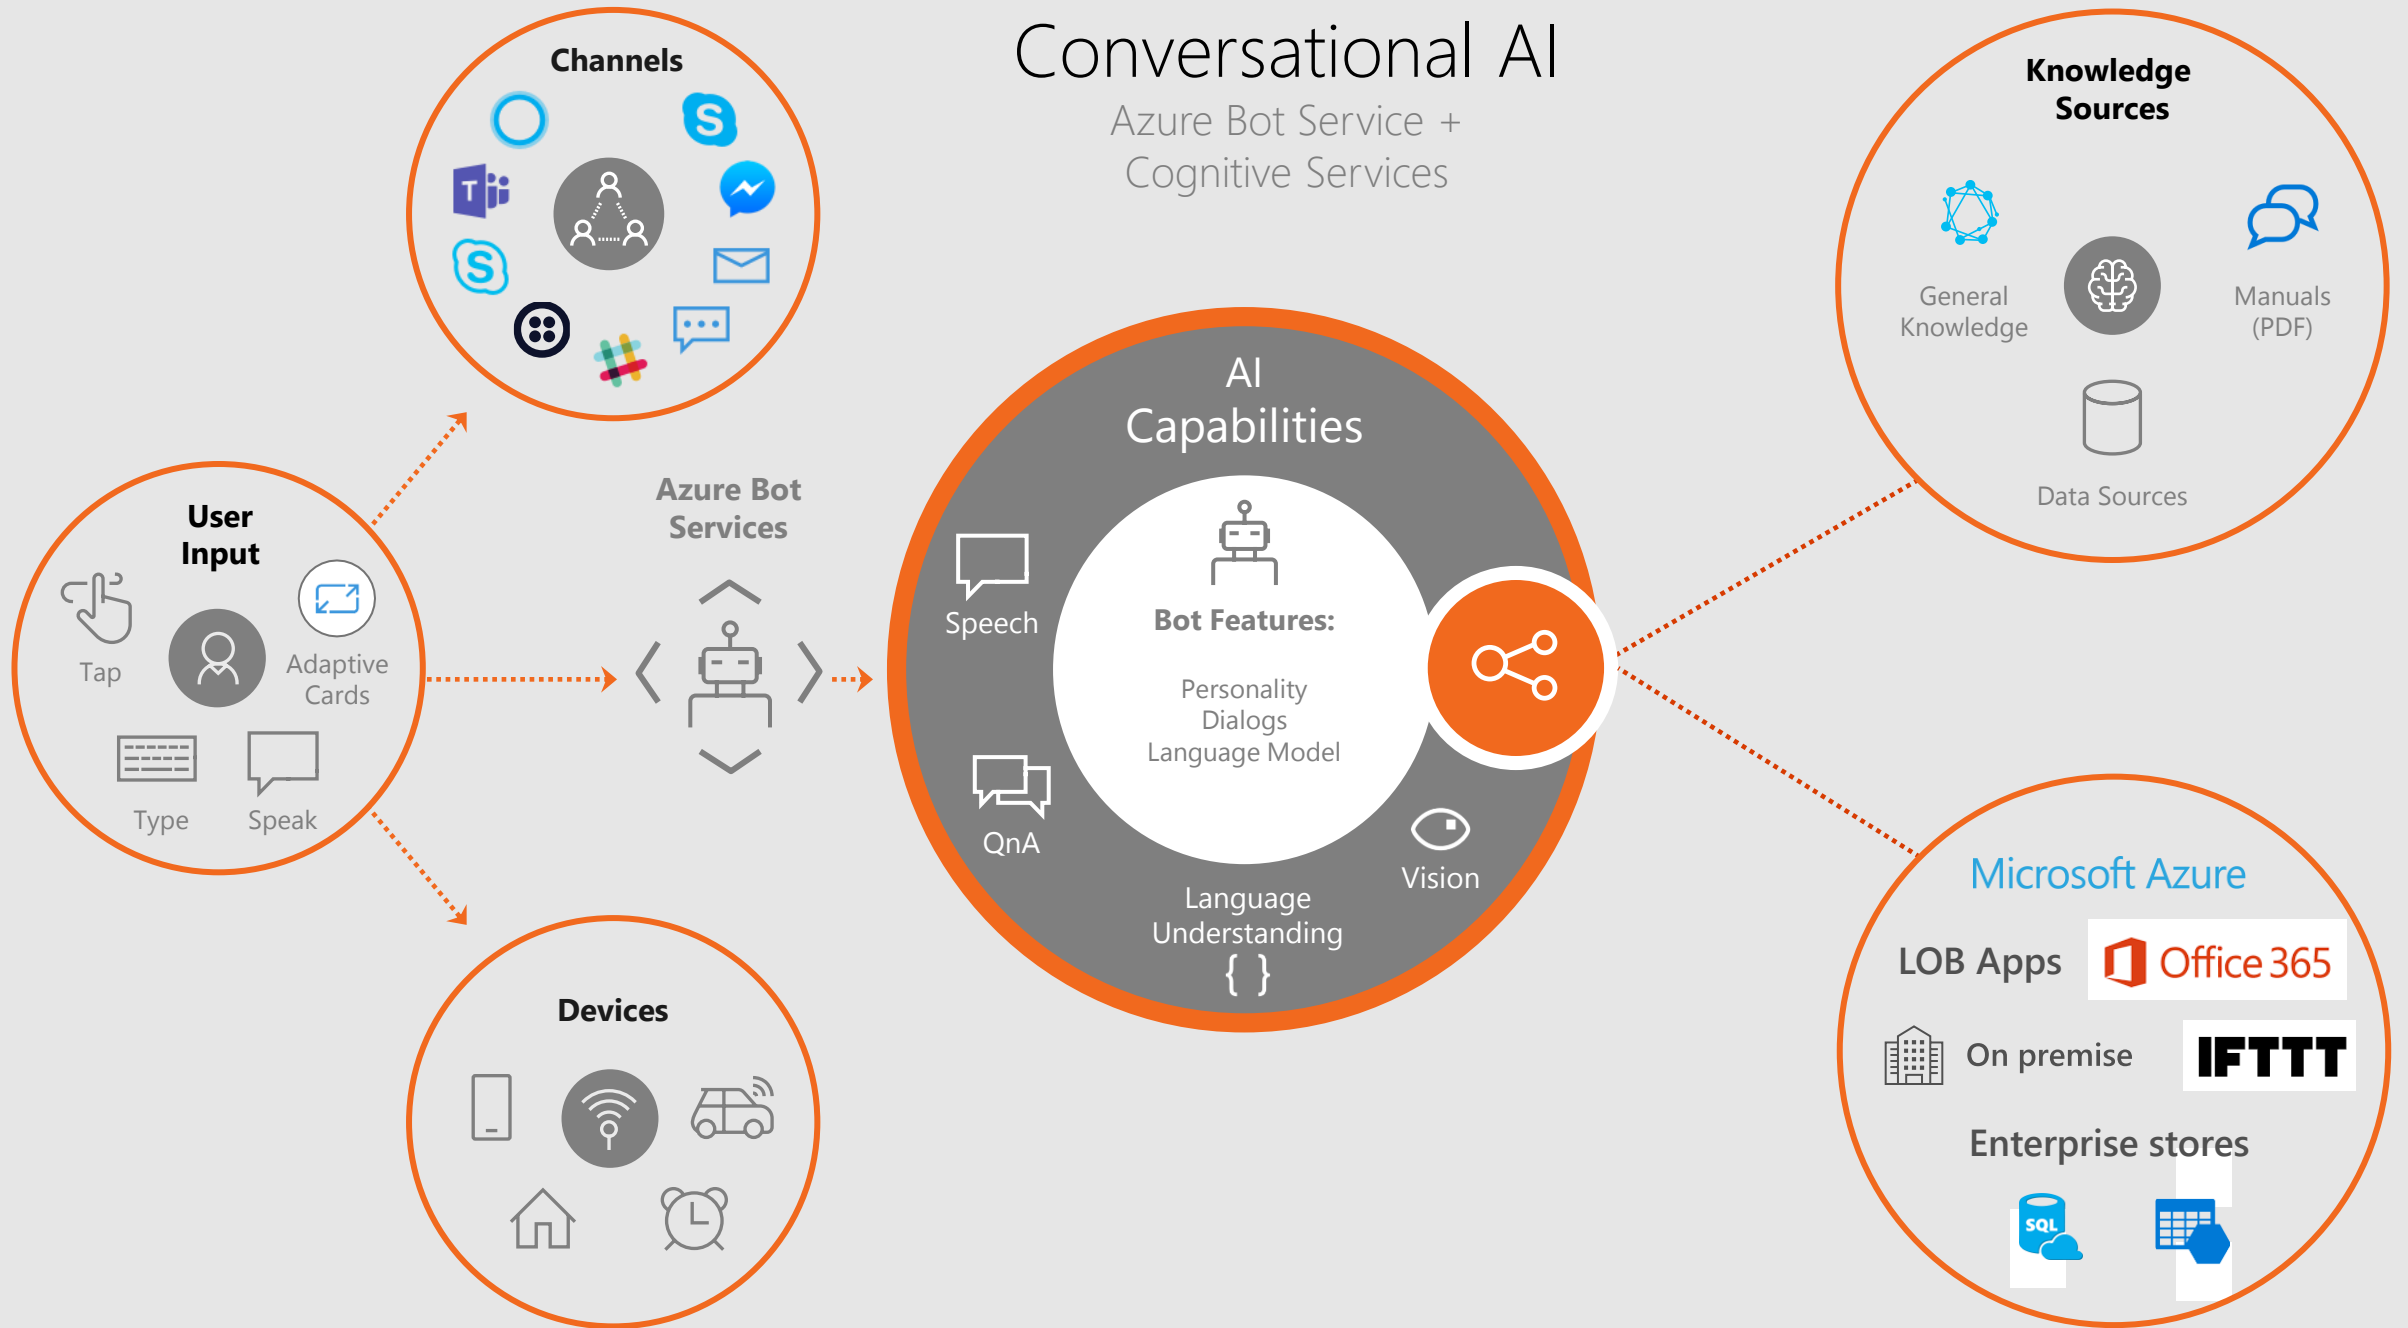 Conversational AI
Azure Bot Service +
Cognitive Services
Channels
S
T
S
User
Input
Tap
Adaptive
Cards
Type
Speak
Azure Bot
Services
Devices
AI
Capabilities
Speech
QnA
Language
Understanding
{ }
Vision
Bot Features:
Personality
Dialogs
Language Model
Knowledge
Sources
General
Knowledge
Manuals
(PDF)
Data Sources
Microsoft Azure
LOB Apps
Office 365
On premise
IFTTT
Enterprise stores
SQL